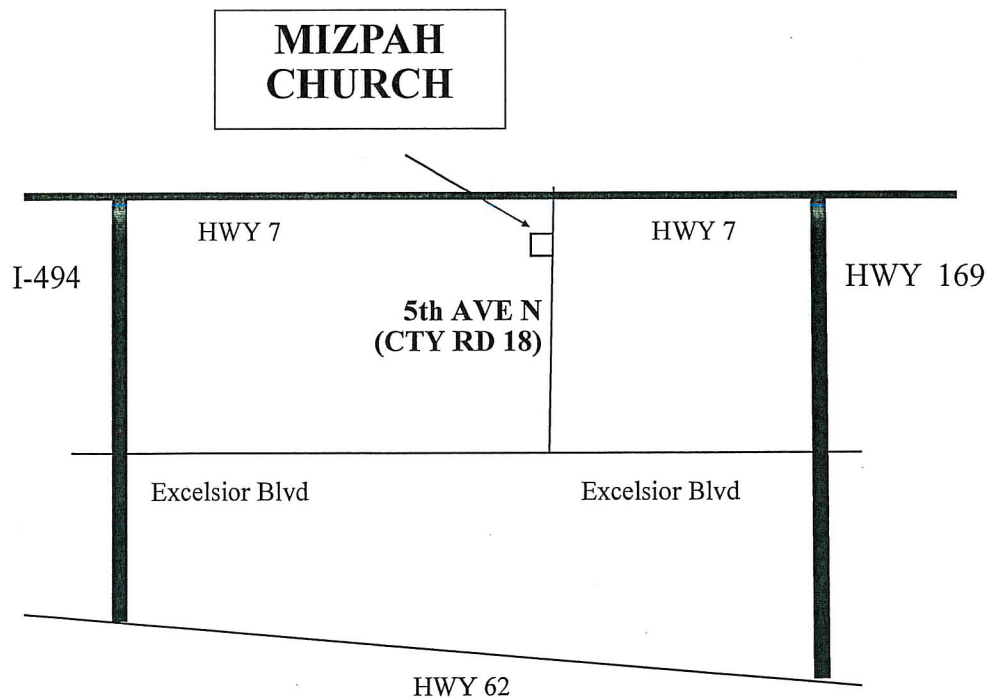 MIZPAH
CHURCH
HWY 7
HWY 7
I-494
HWY 169
5th AVE N
(CTY RD 18)
Excelsior Blvd
Excelsior Blvd
HWY 62